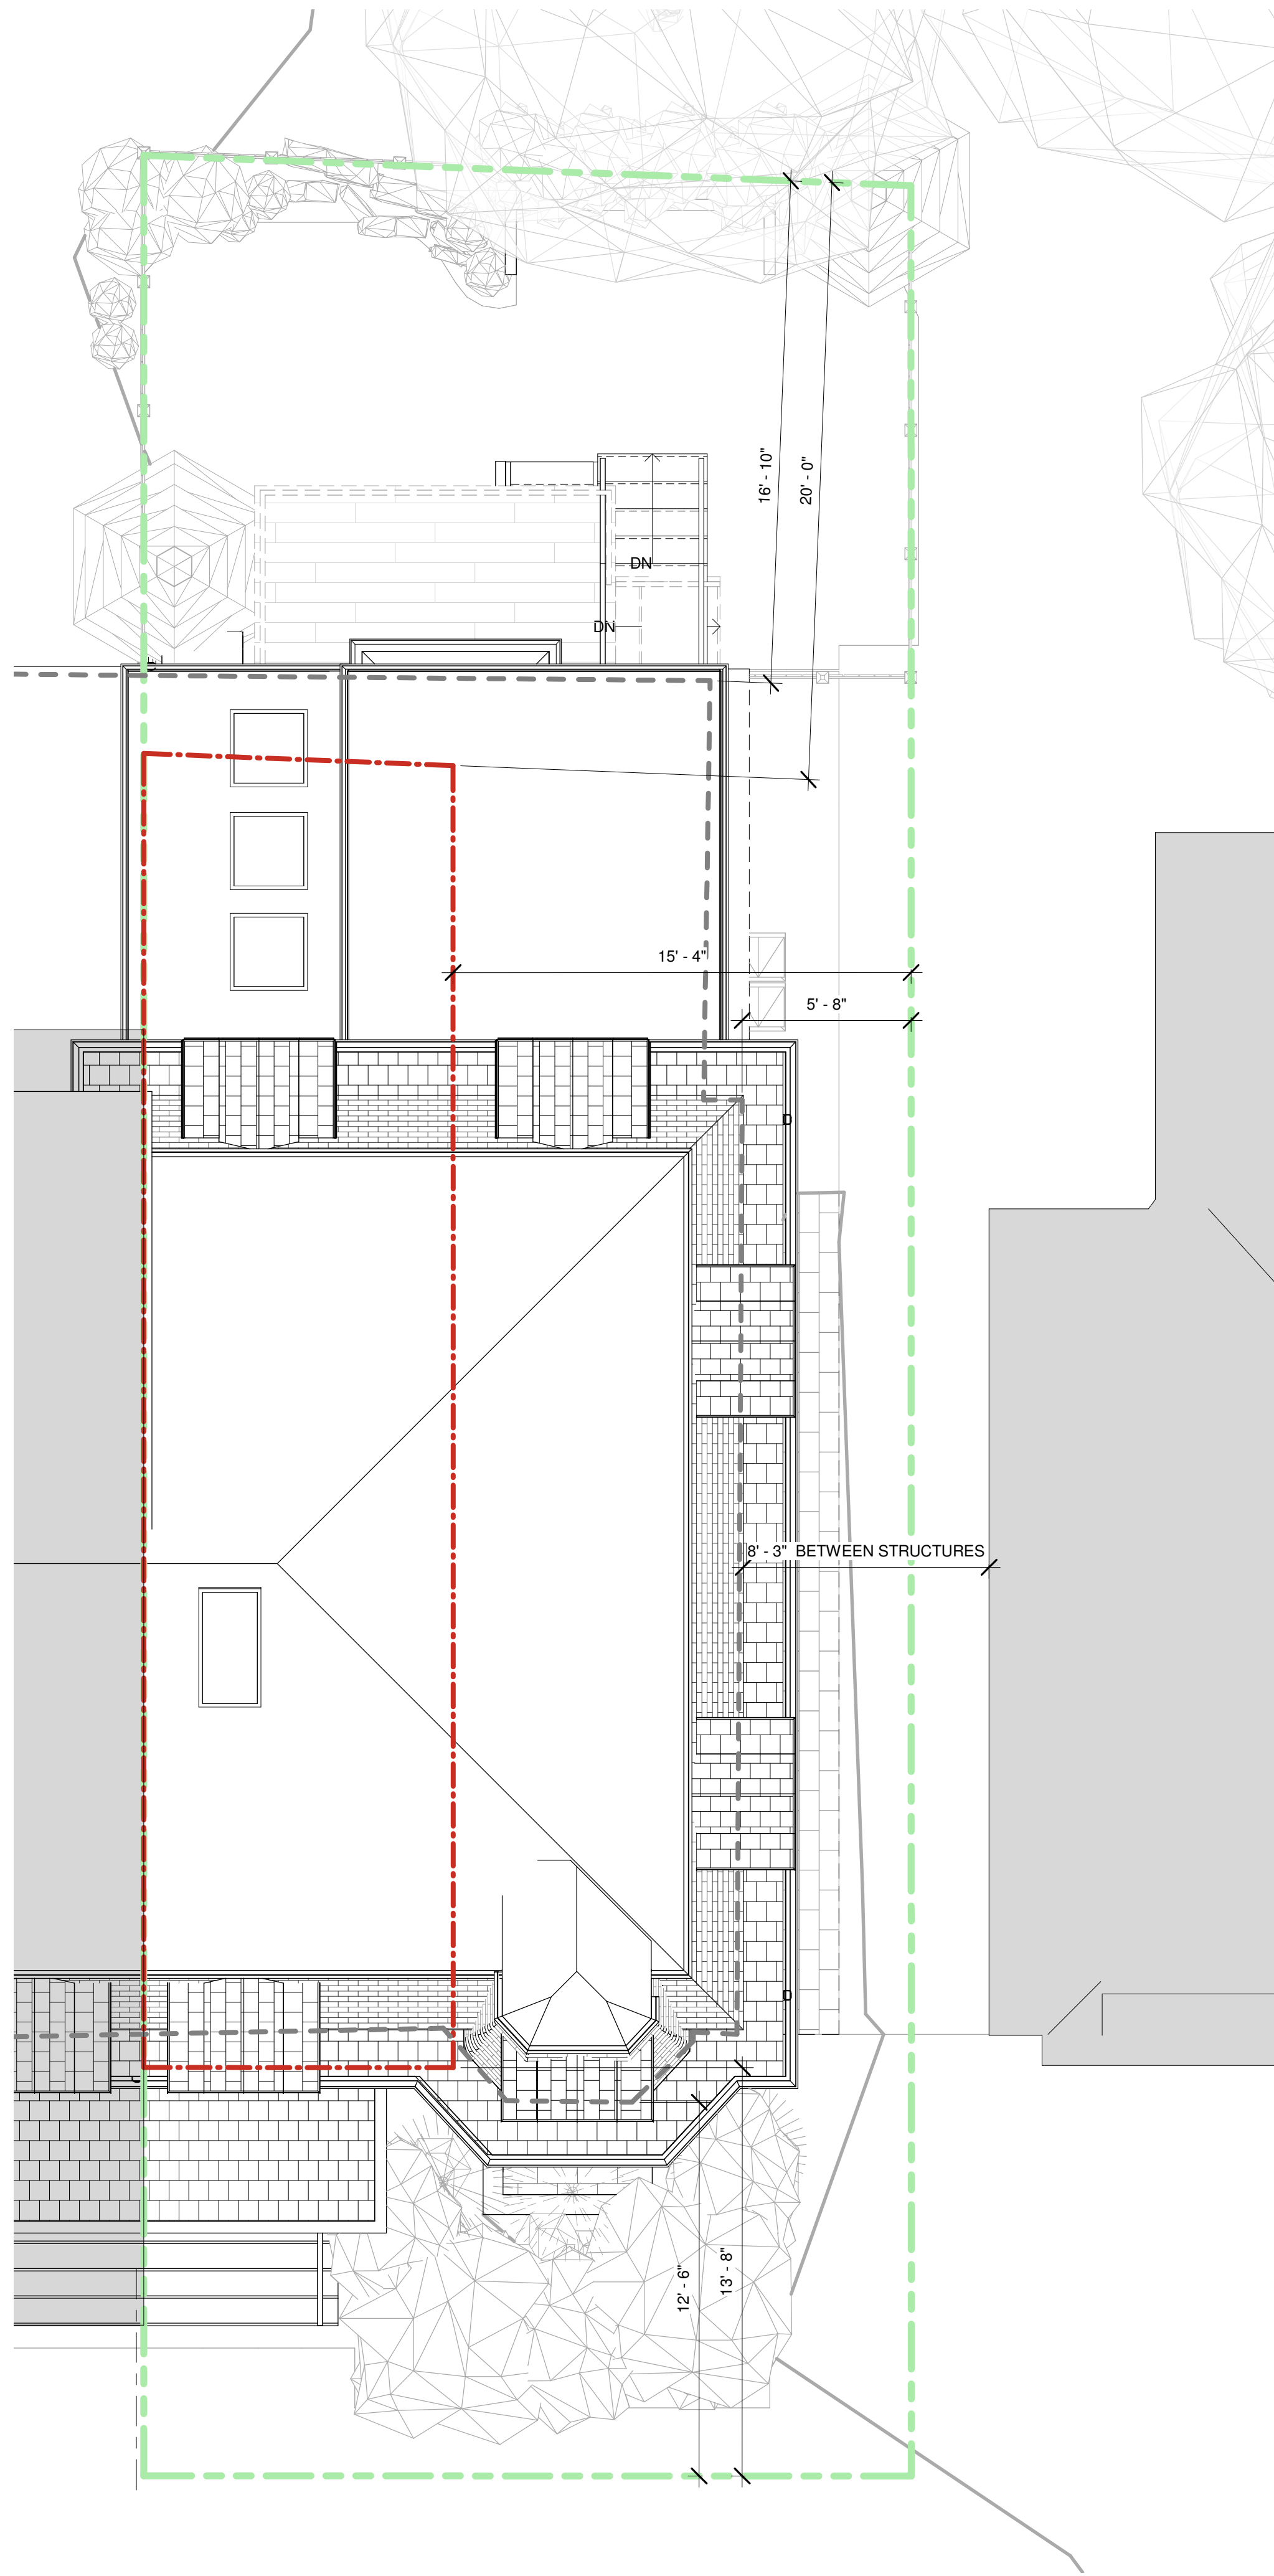 16' - 10"
20' - 0"
DN
DN
15' - 4"
5' - 8"
8' - 3" BETWEEN STRUCTURES
12' - 6"
13' - 8"